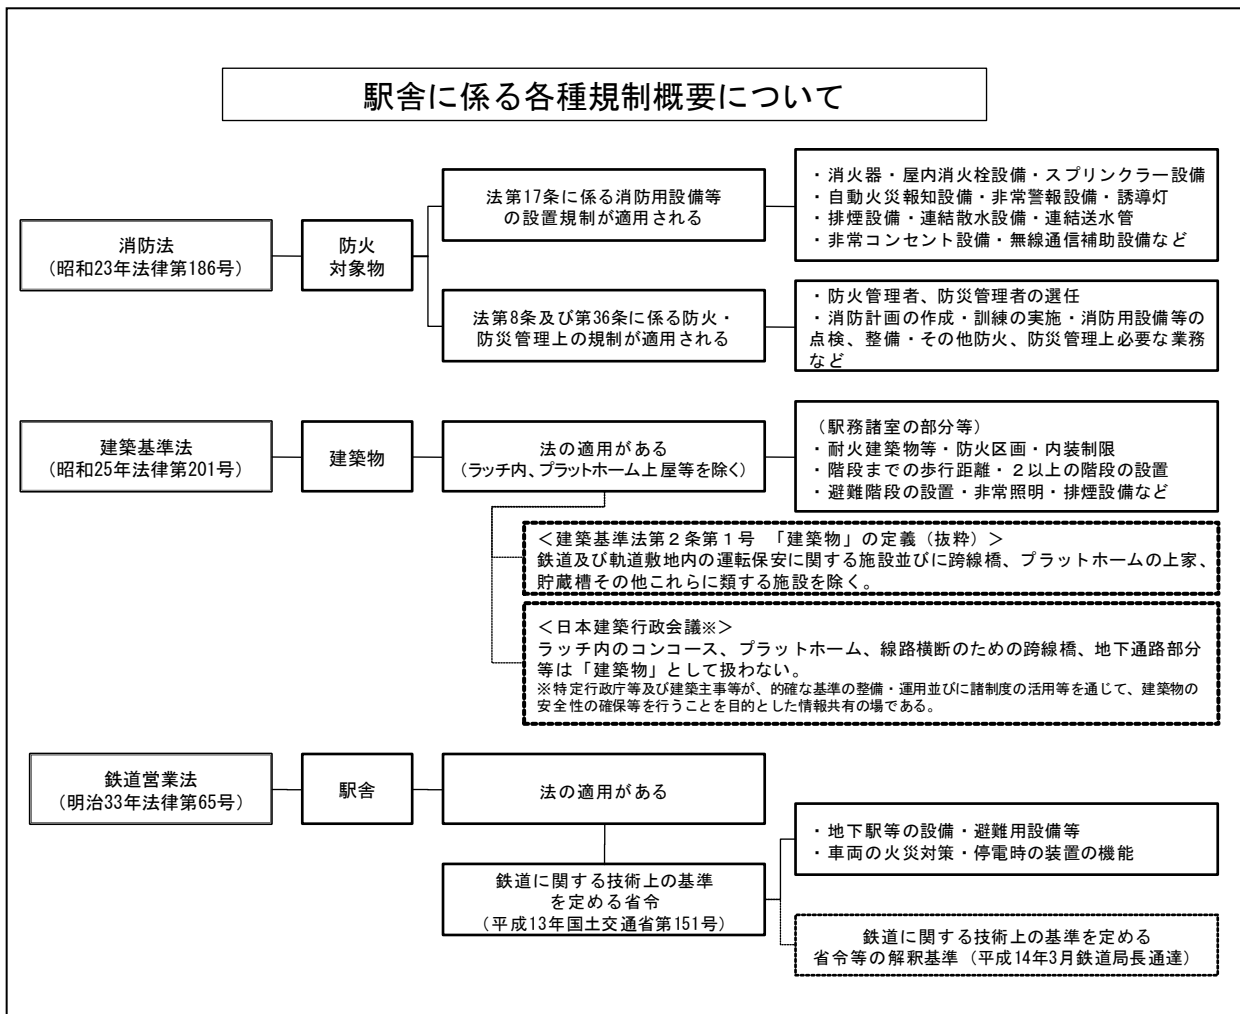 駅舎に係る各種規制概要について
消防法
（昭和23年法律第186号）
防火
対象物
法第17条に係る消防用設備等
の設置規制が適用される
・消火器・屋内消火栓設備・スプリンクラー設備
・自動火災報知設備・非常警報設備・誘導灯
・排煙設備・連結散水設備・連結送水管
・非常コンセント設備・無線通信補助設備など
法第8条及び第36条に係る防火・
防災管理上の規制が適用される
・防火管理者、防災管理者の選任
・消防計画の作成・訓練の実施・消防用設備等の
点検、整備・その他防火、防災管理上必要な業務
など
建築基準法
（昭和25年法律第201号）
建築物
法の適用がある
（ラッチ内、プラットホーム上屋等を除く）
（駅務諸室の部分等）
・耐火建築物等・防火区画・内装制限
・階段までの歩行距離・２以上の階段の設置
・避難階段の設置・非常照明・排煙設備など
＜建築基準法第２条第１号　「建築物」の定義（抜粋）＞
鉄道及び軌道敷地内の運転保安に関する施設並びに跨線橋、プラットホームの上家、
貯蔵槽その他これらに類する施設を除く。
＜日本建築行政会議※＞
ラッチ内のコンコース、プラットホーム、線路横断のための跨線橋、地下通路部分
等は「建築物」として扱わない。
※特定行政庁等及び建築主事等が、的確な基準の整備・運用並びに諸制度の活用等を通じて、建築物の
安全性の確保等を行うことを目的とした情報共有の場である。
鉄道営業法
（明治33年法律第65号）
駅舎
法の適用がある
鉄道に関する技術上の基準
を定める省令
（平成13年国土交通省第151号）
・地下駅等の設備・避難用設備等
・車両の火災対策・停電時の装置の機能
鉄道に関する技術上の基準を定める
省令等の解釈基準（平成14年3月鉄道局長通達）